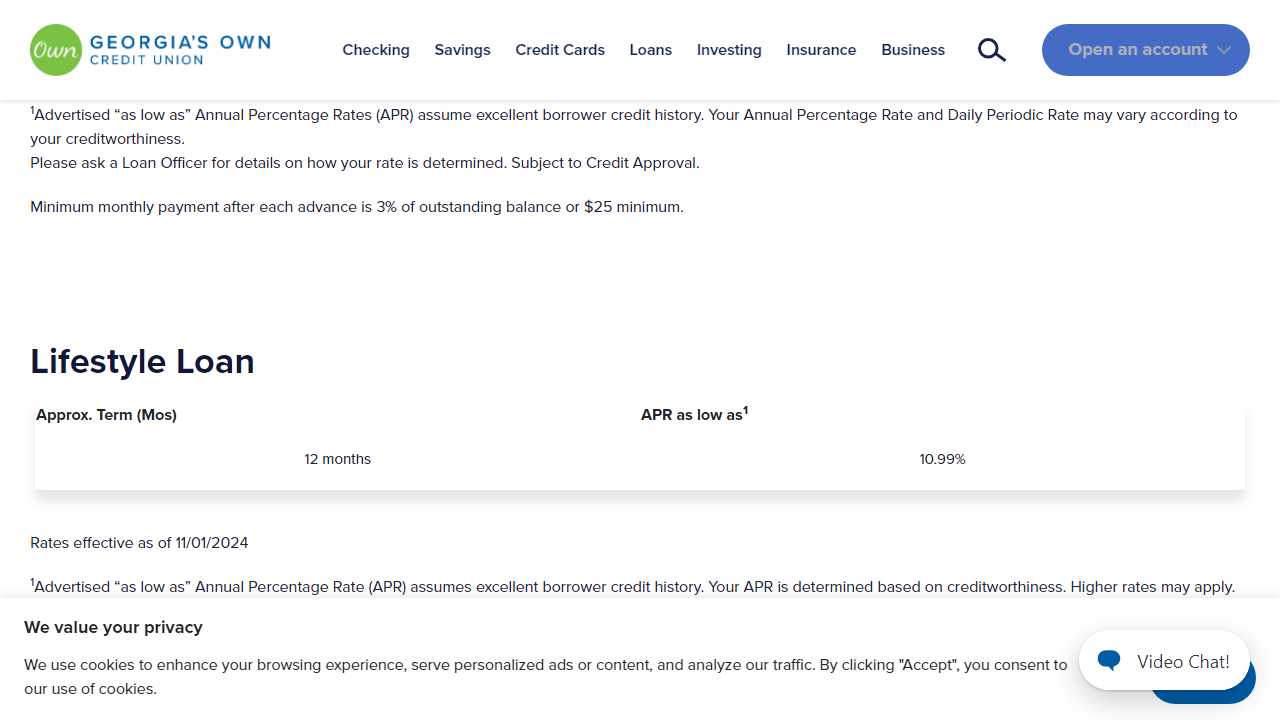 Own GEORGIA'S OWN
CREDIT UNION
Checking Savings Credit Cards Loans Investing Insurance Business
Open an account
¹Advertised “as low as” Annual Percentage Rates (APR) assume excellent borrower credit history. Your Annual Percentage Rate and Daily Periodic Rate may vary according to
your creditworthiness.
Please ask a Loan Officer for details on how your rate is determined. Subject to Credit Approval.
Minimum monthly payment after each advance is 3% of outstanding balance or $25 minimum.
Lifestyle Loan
Approx. Term (Mos) APR as low as¹
12 months 10.99%
Rates effective as of 11/01/2024
¹Advertised “as low as” Annual Percentage Rate (APR) assumes excellent borrower credit history. Your APR is determined based on creditworthiness. Higher rates may apply.
We value your privacy
We use cookies to enhance your browsing experience, serve personalized ads or content, and analyze our traffic. By clicking "Accept", you consent to
our use of cookies.
Video Chat!